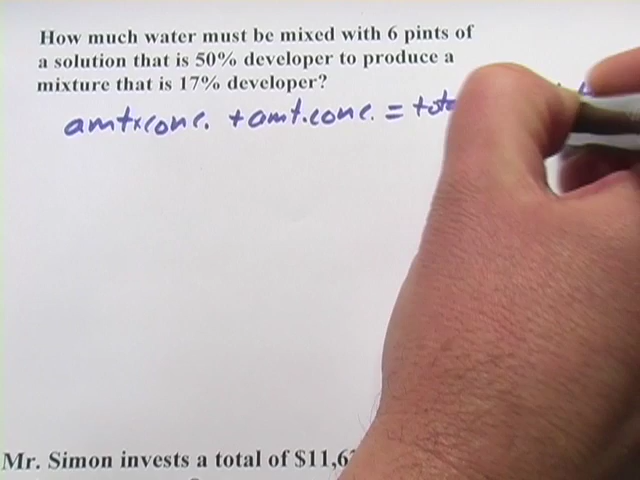 How much water must be mixed with 6 pints of
a solution that is 50% developer to produce a
mixture that is 17% developer?
amt×conc. + amt.conc. =
Mr. Simon invests a total of